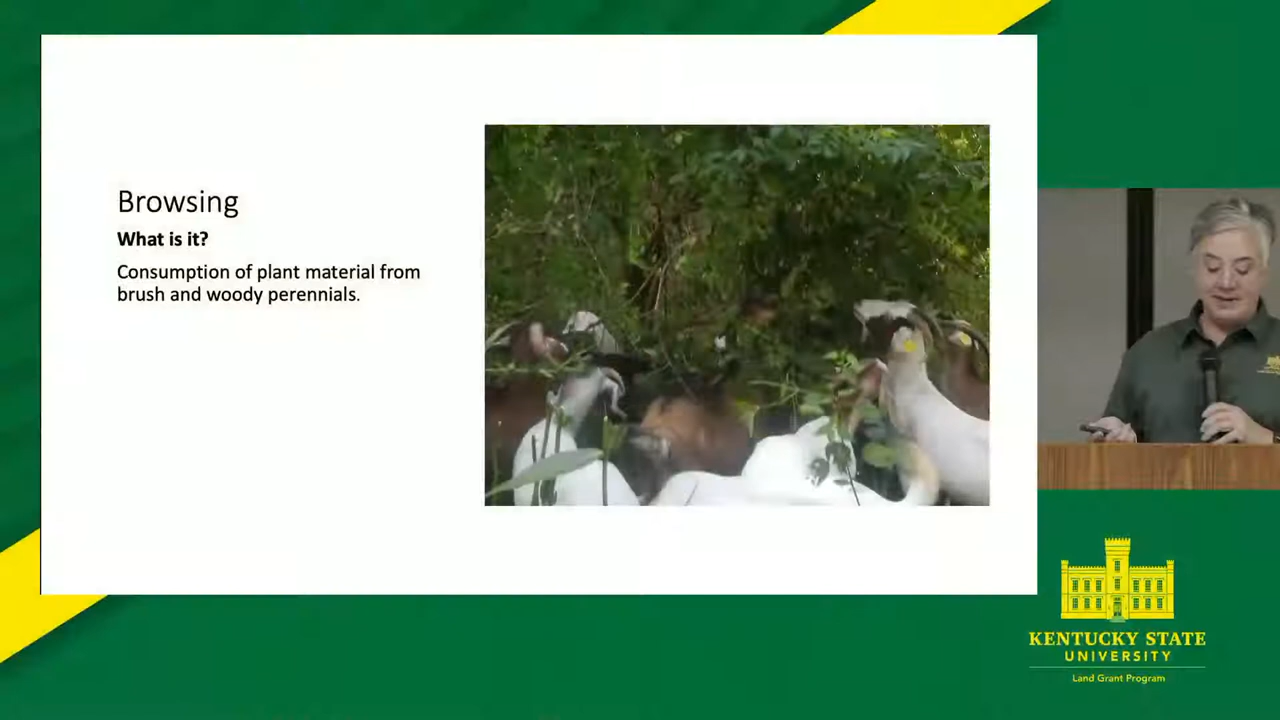 Browsing
What is it?
Consumption of plant material from
brush and woody perennials.
KENTUCKY STATE
UNIVERSITY
Land Grant Program